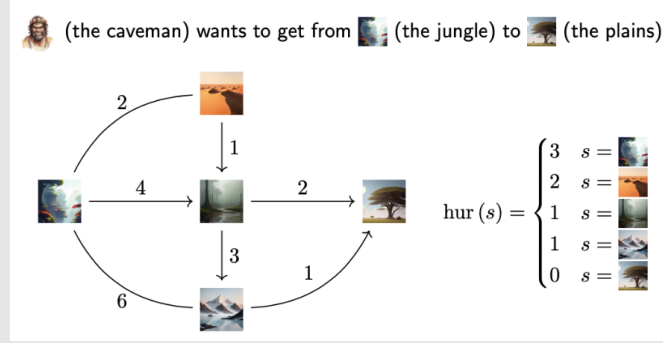 (the caveman) wants to get from (the jungle) to (the plains)
2
1
4
2
3
1
6
hur (s) =
3 s =
2 s =
1 s =
1 s =
0 s =